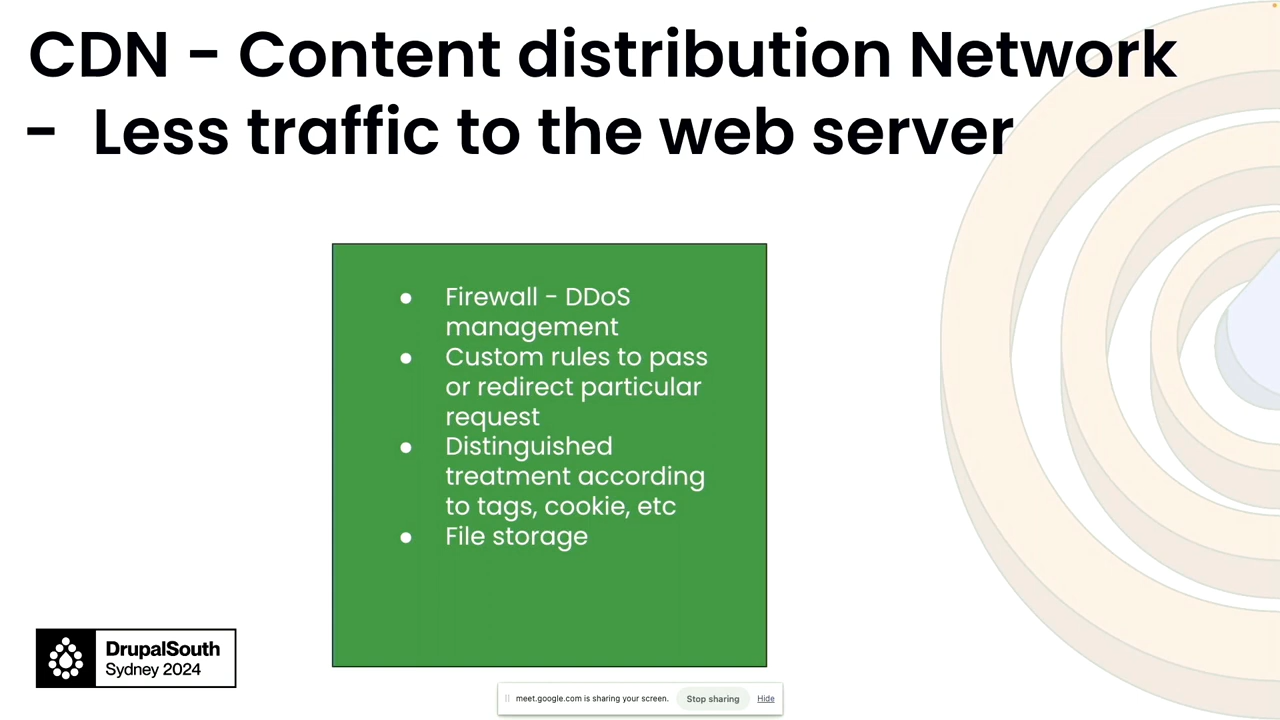 CDN - Content distribution Network
- Less traffic to the web server
● Firewall - DDoS
management
● Custom rules to pass
or redirect particular
request
● Distinguished
treatment according
to tags, cookie, etc
● File storage
DrupalSouth
Sydney 2024
meet.google.com is sharing your screen. Stop sharing Hide